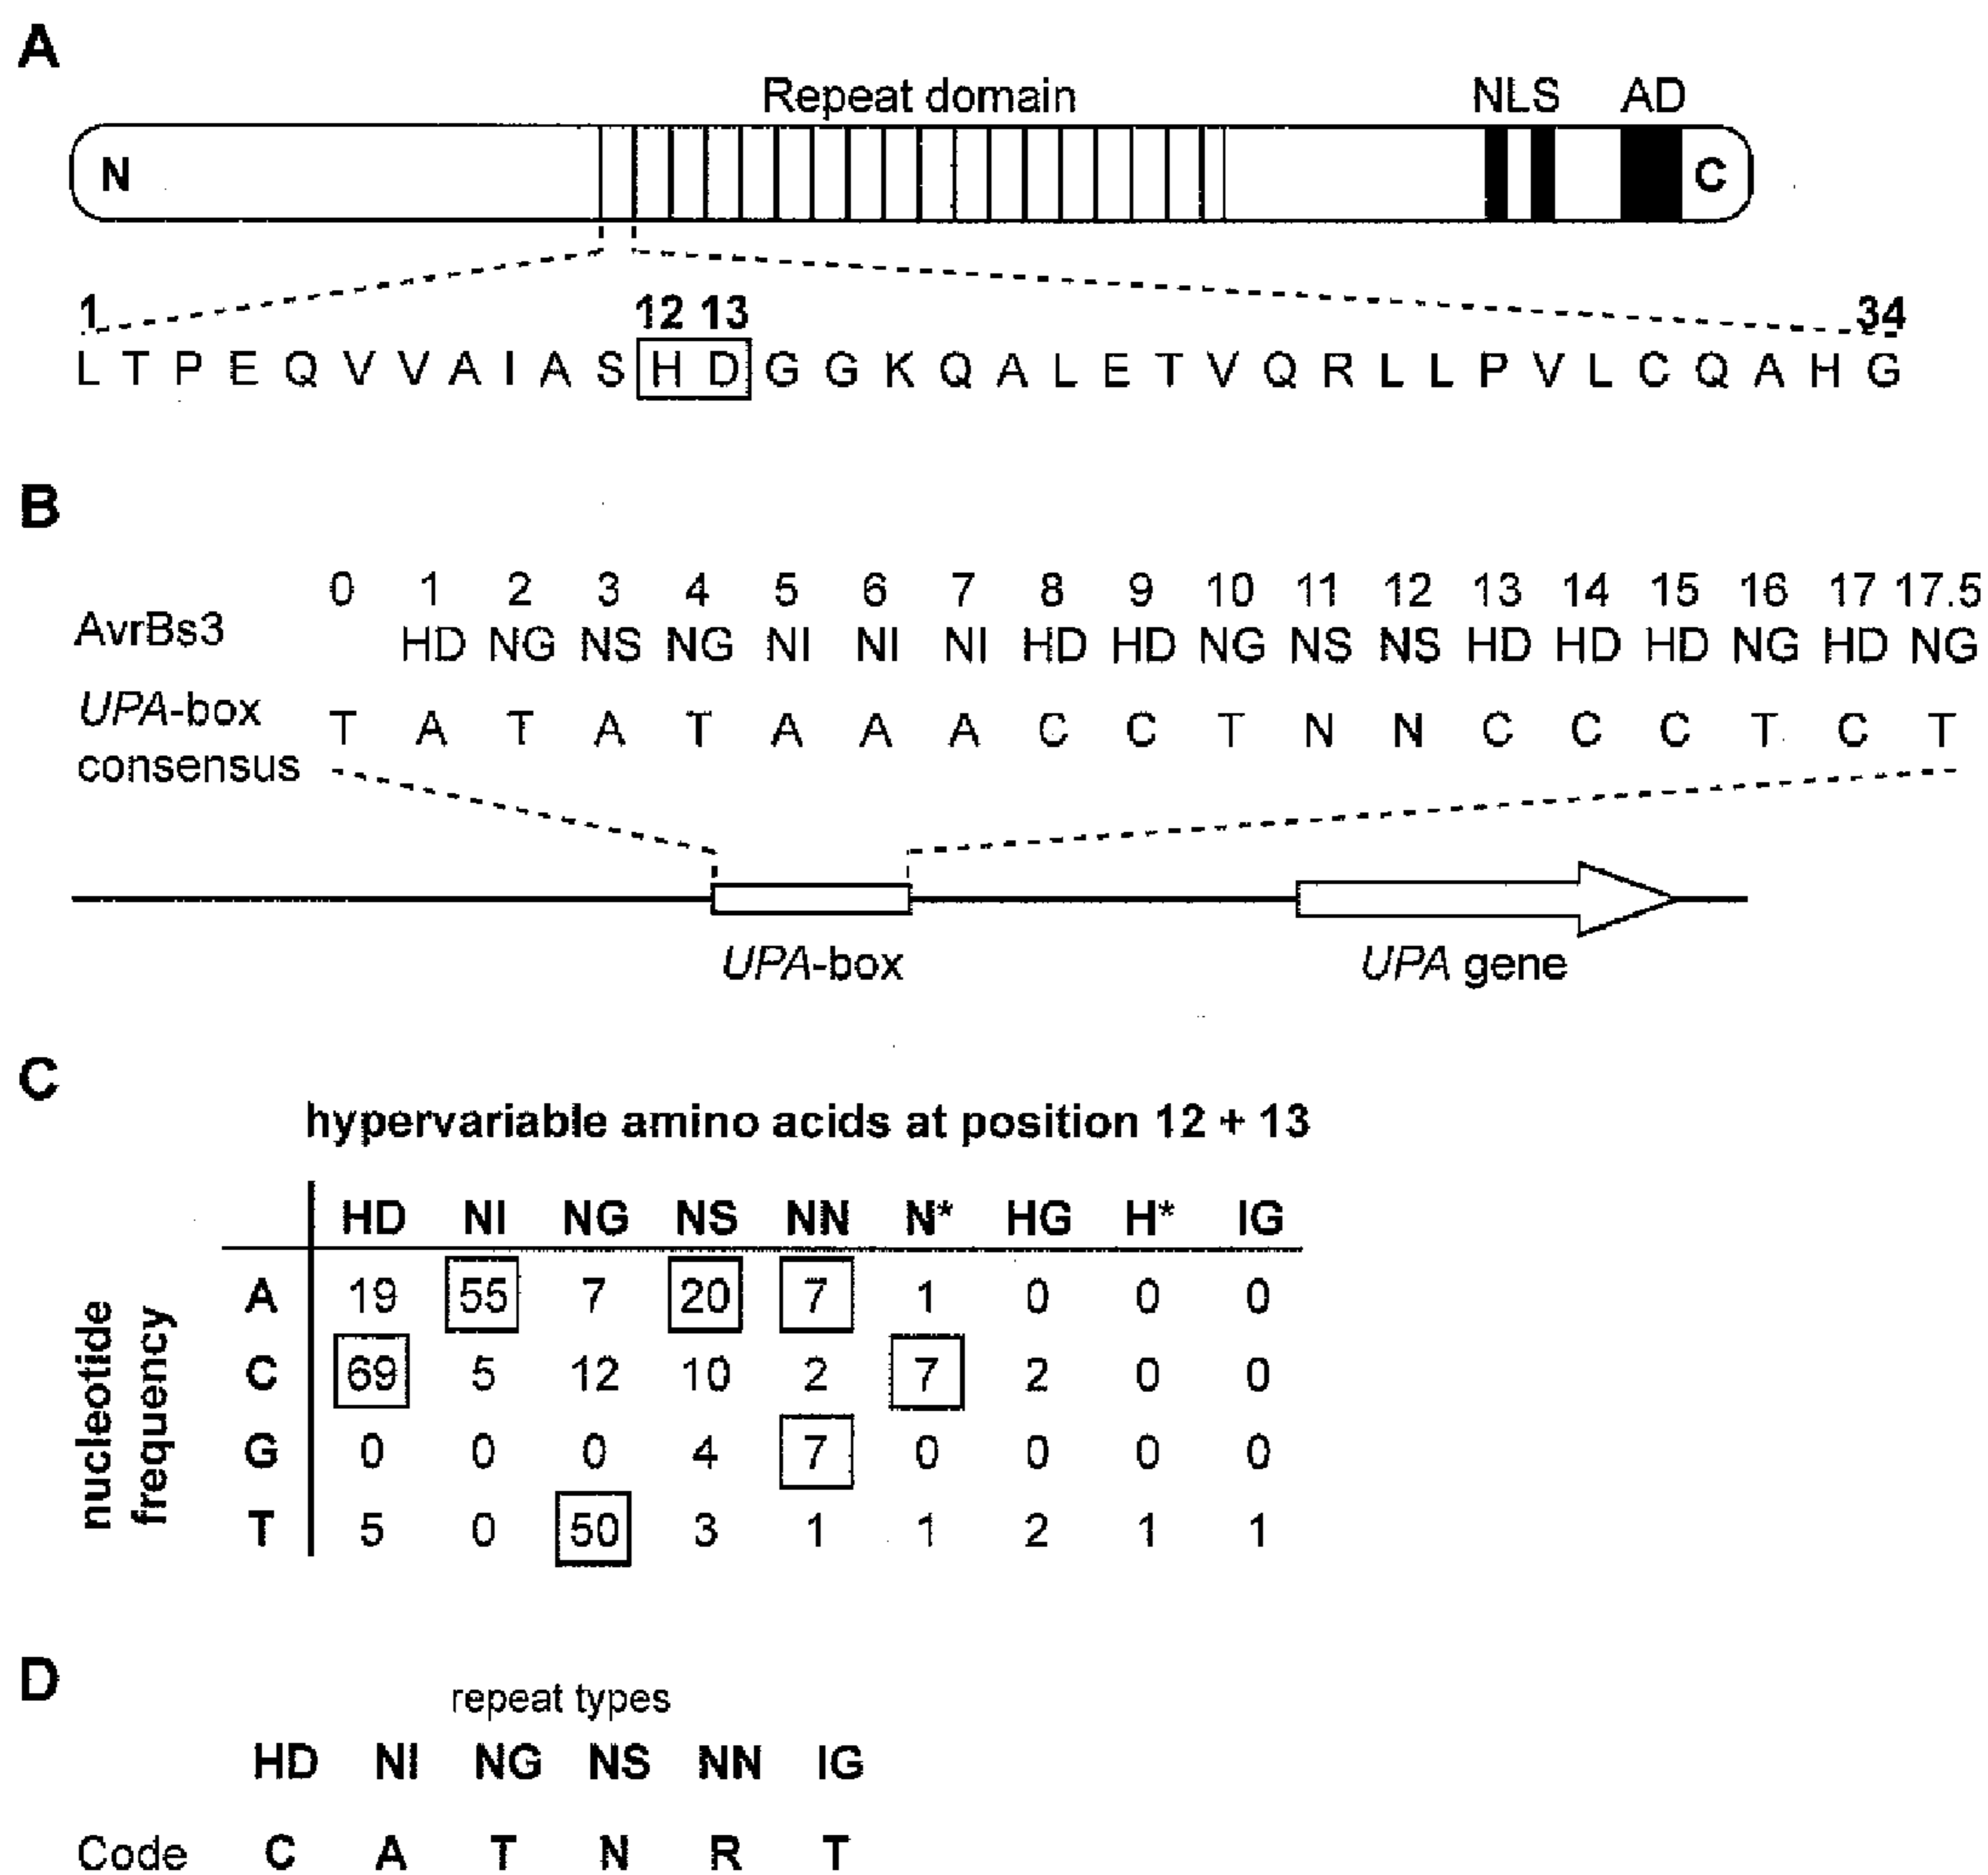 A
Repeat domain NLS AD
N C
1 12 13 34
L T P E Q V V A I A S H D G G K Q A L E T V Q R L L P V L C Q A H G
B
0 1 2 3 4 5 6 7 8 9 10 11 12 13 14 15 16 17 17.5
AvrBs3 HD NG NS NG NI NI NI HD HD NG NS NS HD HD HD NG HD NG
UPA-box
consensus T A T A T A A A C C T N N C C C T C T
UPA-box UPA gene
C
hypervariable amino acids at position 12 + 13
HD NI NG NS NN N* HG H* IG
nucleotide
frequency
A 19 55 7 20 7 1 0 0 0
C 69 5 12 10 2 7 2 0 0
G 0 0 0 4 7 0 0 0 0
T 5 0 50 3 1 1 2 1 1
D
repeat types
HD NI NG NS NN IG
Code C A T N R T